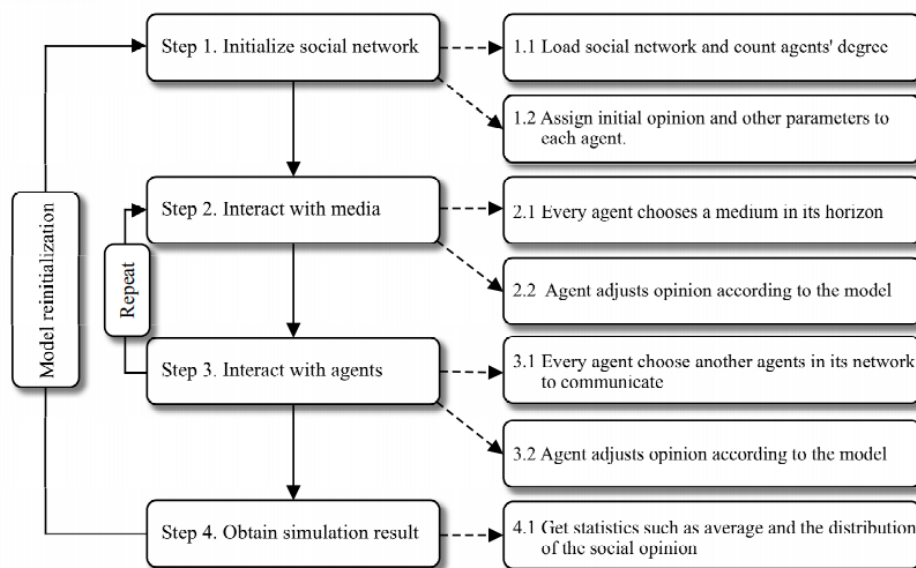 Step 1. Initialize social network
1.1 Load social network and count agents' degree
1.2 Assign initial opinion and other parameters to
each agent.
Model reinitialization
Repeat
Step 2. Interact with media
2.1 Every agent chooses a medium in its horizon
2.2 Agent adjusts opinion according to the model
Step 3. Interact with agents
3.1 Every agent choose another agents in its network
to communicate
3.2 Agent adjusts opinion according to the model
Step 4. Obtain simulation result
4.1 Get statistics such as average and the distribution
of the social opinion